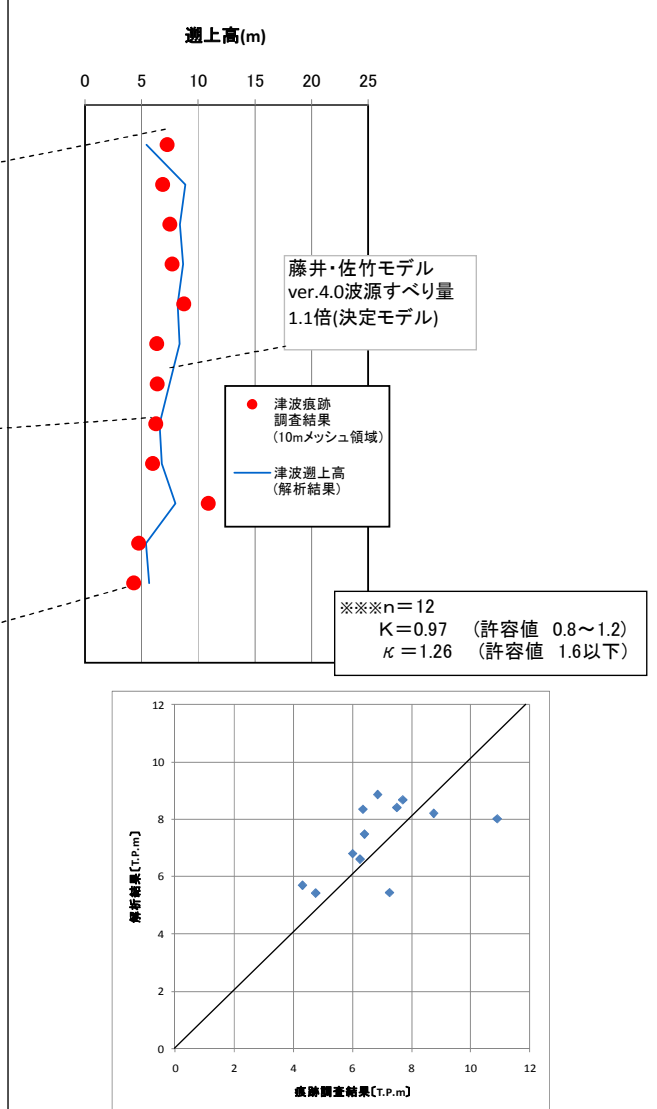 遡上高(m)
0 5 10 15 20 25
藤井・佐竹モデル
ver.4.0波源すべり量
1.1倍(決定モデル)
津波痕跡
調査結果
(10mメッシュ領域)
津波遡上高
(解析結果)
※※※n=12
K=0.97 (許容値 0.8～1.2)
κ=1.26 (許容値 1.6以下)
12
10
8
6
4
2
0
解析結果[T.P.m]
0 2 4 6 8 10 12
痕跡調査結果[T.P.m]